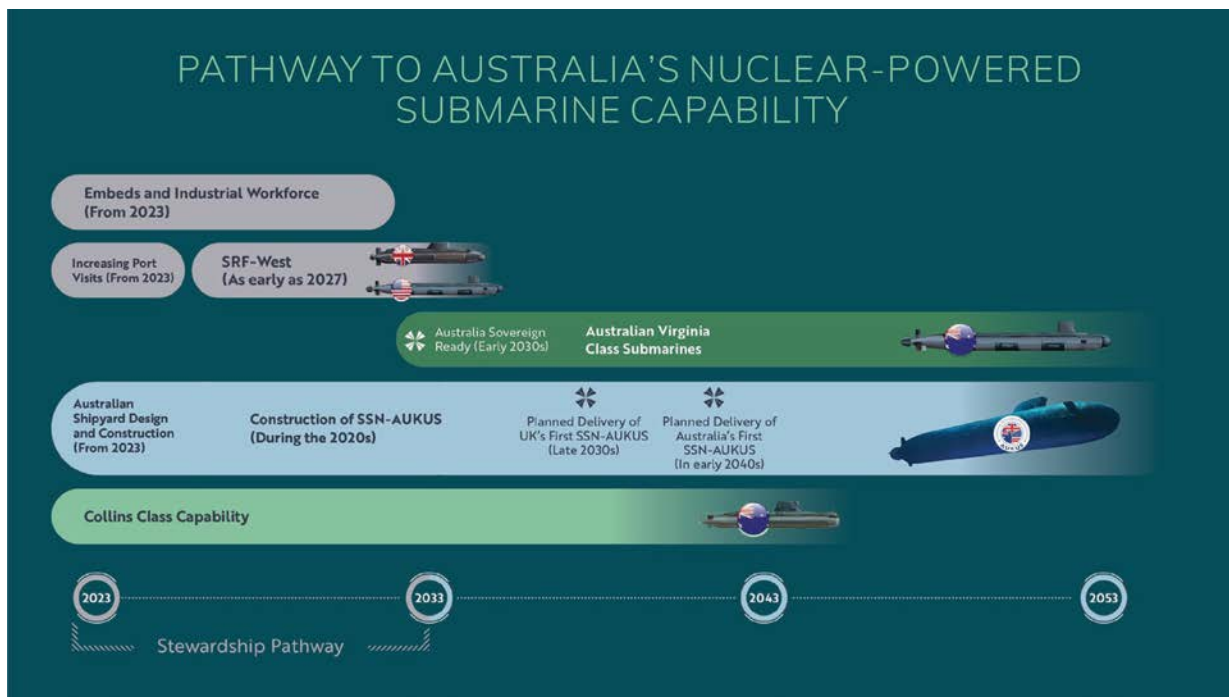 PATHWAY TO AUSTRALIA'S NUCLEAR-POWERED
SUBMARINE CAPABILITY
Embeds and Industrial Workforce
(From 2023)
Increasing Port
Visits (From 2023)
SRF-West
(As early as 2027)
Australia Sovereign
Ready (Early 2030s)
Australian Virginia
Class Submarines
Australian
Shipyard Design
and Construction
(From 2023)
Construction of SSN-AUKUS
(During the 2020s)
Planned Delivery of
UK's First SSN-AUKUS
(Late 2030s)
Planned Delivery of
Australia's First
SSN-AUKUS
(In early 2040s)
AUKUS
Collins Class Capability
2023
2033
2043
2053
Stewardship Pathway